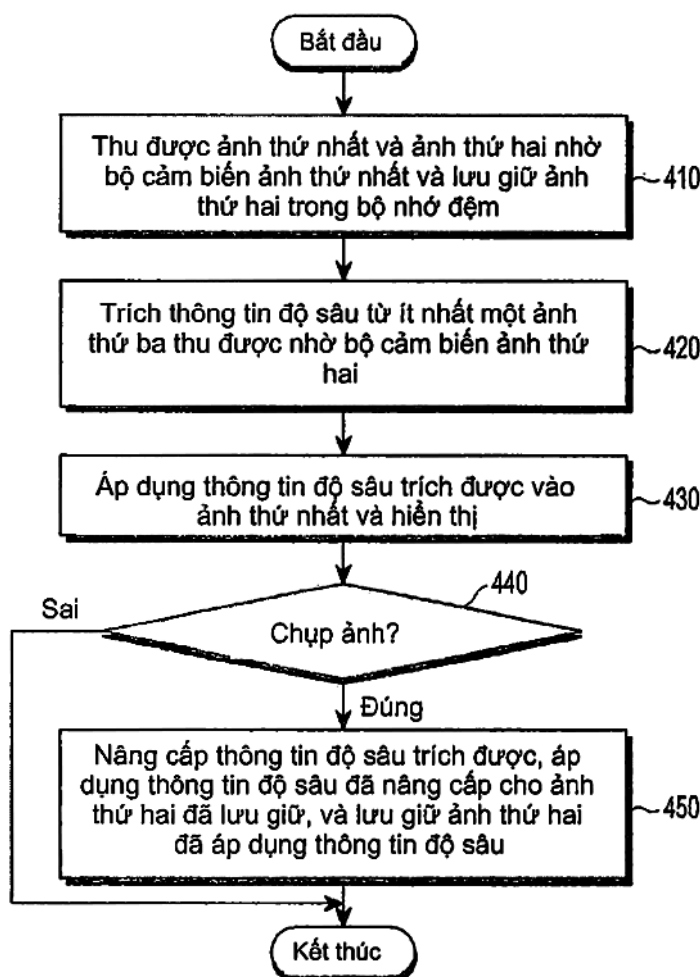 Bắt đầu
Thu được ảnh thứ nhất và ảnh thứ hai nhờ
bộ cảm biến ảnh thứ nhất và lưu giữ ảnh
thứ hai trong bộ nhớ đệm
410
Trích thông tin độ sâu từ ít nhất một ảnh
thứ ba thu được nhờ bộ cảm biến ảnh thứ
hai
420
Áp dụng thông tin độ sâu trích được vào
ảnh thứ nhất và hiển thị
430
440
Sai
Chụp ảnh?
Đúng
Nâng cấp thông tin độ sâu trích được, áp
dụng thông tin độ sâu đã nâng cấp cho ảnh
thứ hai đã lưu giữ, và lưu giữ ảnh thứ hai
đã áp dụng thông tin độ sâu
450
Kết thúc